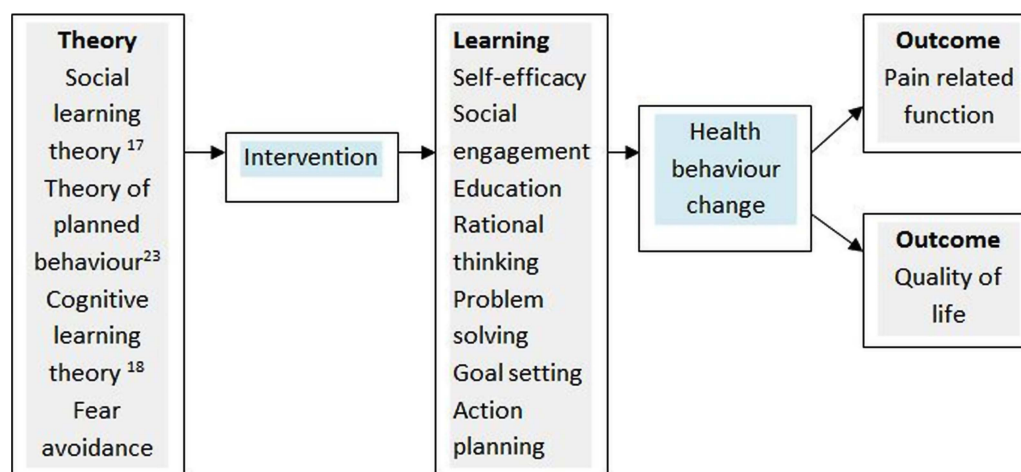 Theory
Social
learning
theory 17
Theory of
planned
behaviour23
Cognitive
learning
theory 18
Fear
avoidance
Intervention
Learning
Self-efficacy
Social
engagement
Education
Rational
thinking
Problem
solving
Goal setting
Action
planning
Health
behaviour
change
Outcome
Pain related
function
Outcome
Quality of
life